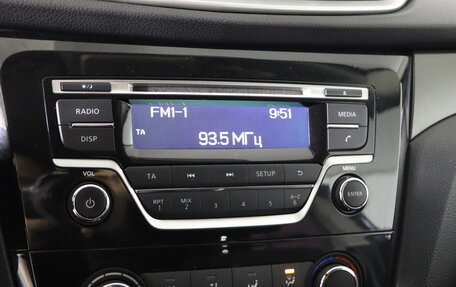 FM1-1 9:51
RADIO MEDIA
TA
93.5 МГц
DISP
VOL TA SETUP MENU
ENTER
RPT 1 MIX 2 3 4 5 A-Z 6